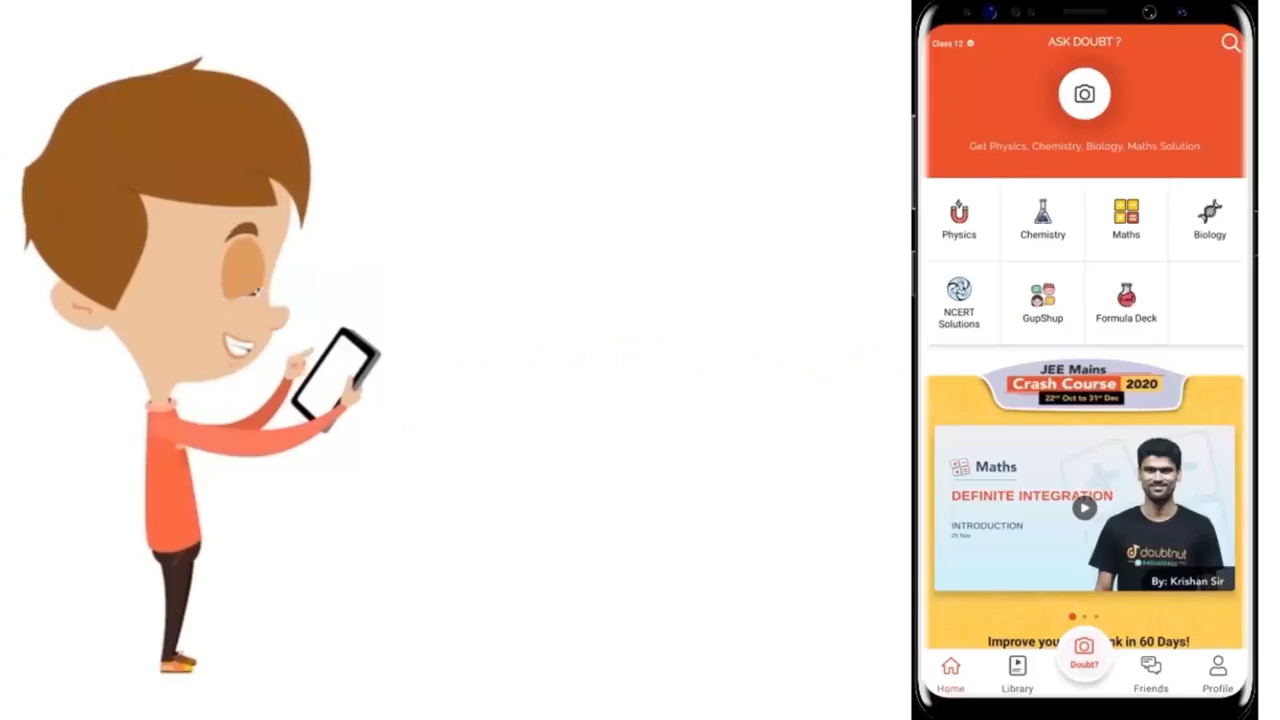 Class 12
ASK DOUBT ?
Get Physics, Chemistry, Biology, Maths Solution
Physics
Chemistry
Maths
Biology
NCERT
Solutions
GupShup
Formula Deck
JEE Mains
Crash Course 2020
22nd Oct to 31st Dec
Maths
DEFINITE INTEGRATION
INTRODUCTION
25 Nov
doubtnut
By: Krishan Sir
in 60 Days!
Doubt?
Home
Library
Friends
Profile